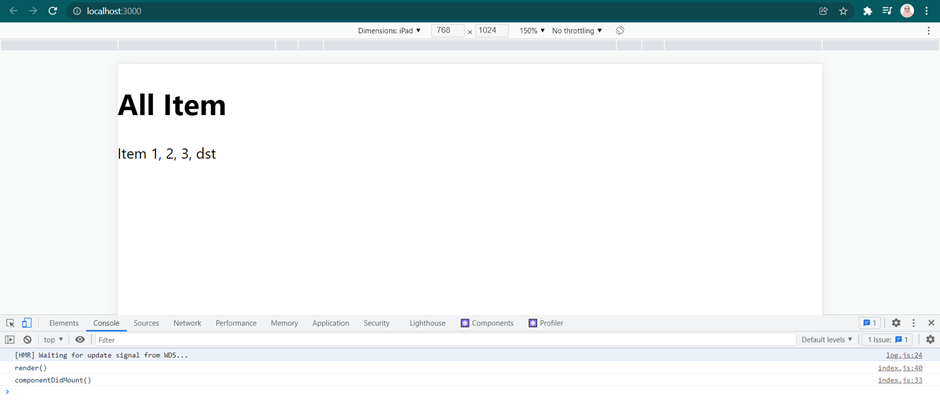 localhost:3000
Dimensions: iPad 768 × 1024 150% No throttling
All Item
Item 1, 2, 3, dst
Elements Console Sources Network Performance Memory Application Security Lighthouse Components Profiler 1
top Filter Default levels 1 Issue: 1
[HMR] Waiting for update signal from WDS... log.js:24
render() index.js:40
componentDidMount() index.js:33